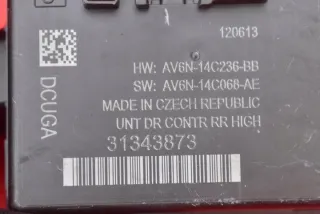 120613
HW: AV6N-14C236-BB
SW: AV6N-14C068-AE
MADE IN CZECH REPUBLIC
UNT DR CONTR RR HIGH
31343873
DCUGA